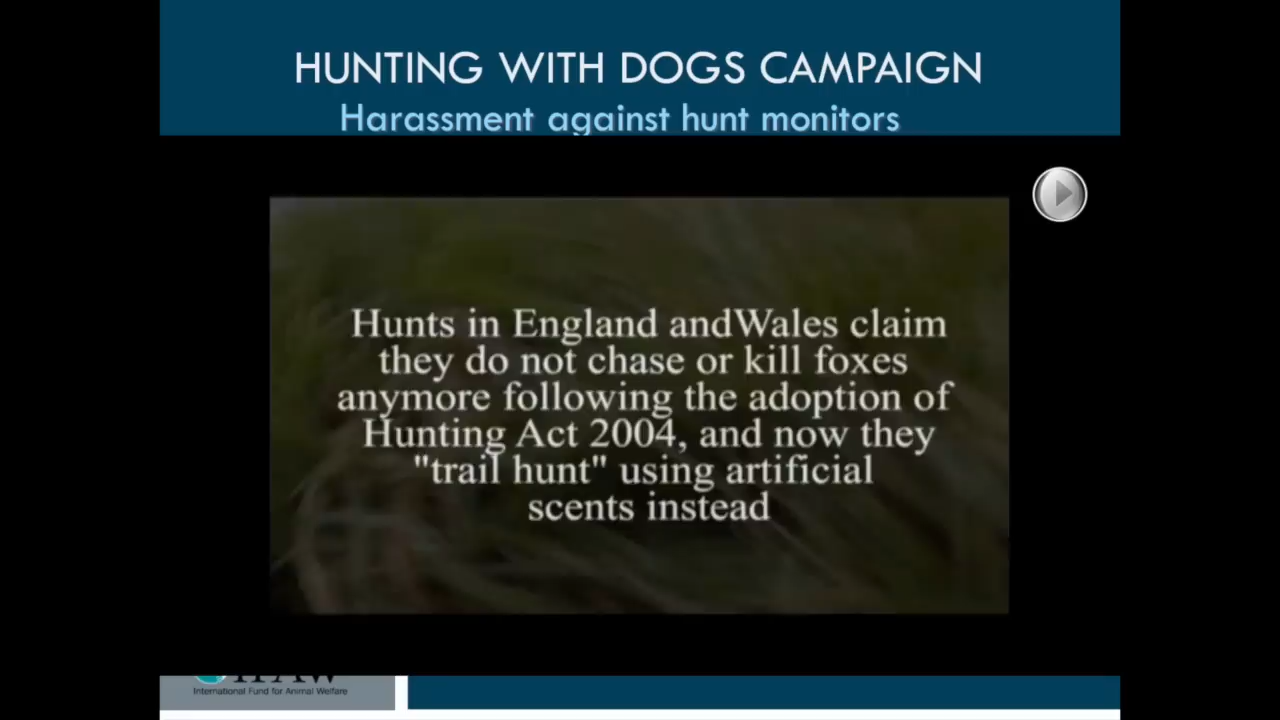 HUNTING WITH DOGS CAMPAIGN
Harassment against hunt monitors
Hunts in England andWales claim
they do not chase or kill foxes
anymore following the adoption of
Hunting Act 2004, and now they
"trail hunt" using artificial
scents instead
IFAW
International Fund for Animal Welfare